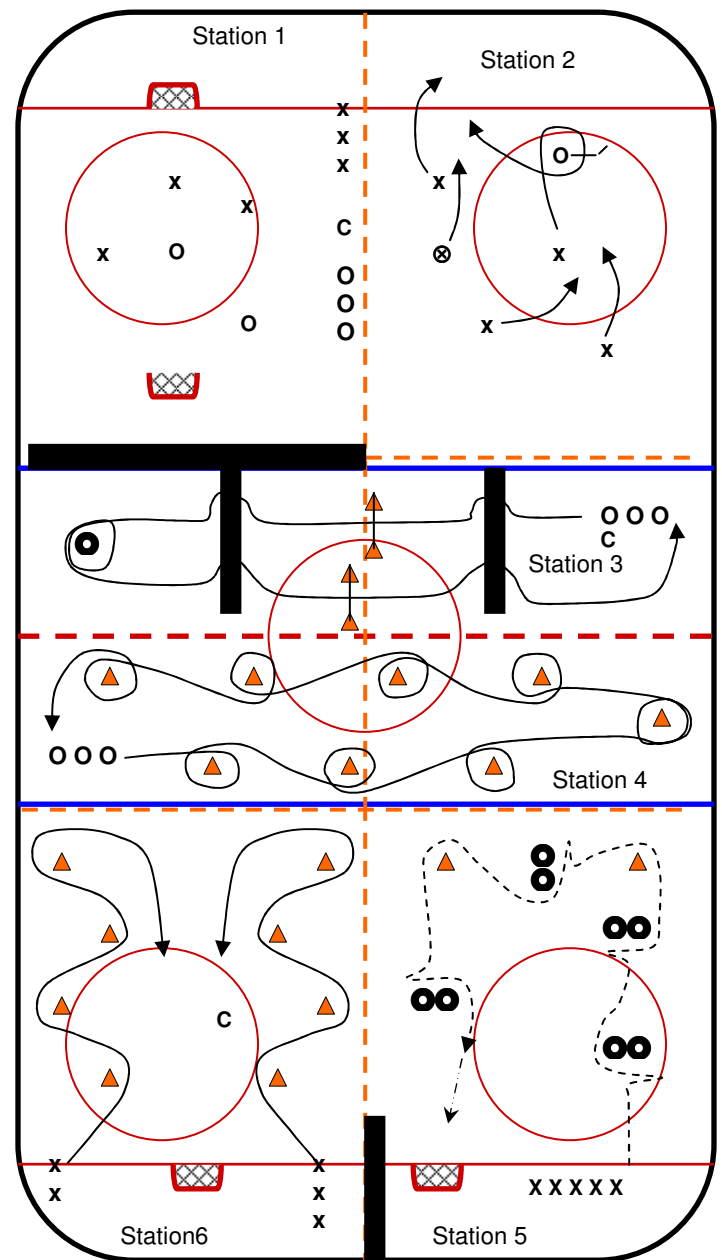 Station 1
x
x
x
x
x
x
O
C
O
O
O
O
Station 2
O
x
⊗
x
x
x
O O O
C
Station 3
O O O
Station 4
C
x
x
x
x
x
Station6
X X X X X
Station 5